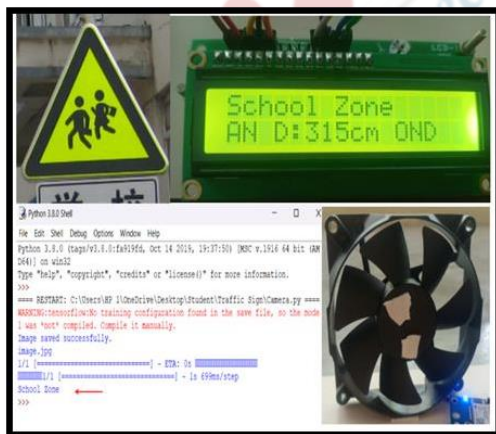 School Zone
AN D:315cm OND
Python 3.8.0 Shell
File Edit Shell Debug Options Window Help
Python 3.8.0 (tags/v3.8.0:fa919fd, Oct 14 2019, 19:37:50) [MSC v.1916 64 bit (AM
D64)] on win32
Type "help", "copyright", "credits" or "license()" for more information.
>>>
==== RESTART: C:\Users\HP 1\OneDrive\Desktop\Student\Traffic Sign\Camera.py ====
WARNING:tensorflow:No training configuration found in the save file, so the mode
l was *not* compiled. Compile it manually.
Image saved successfully.
image.jpg
1/1 [==============================] - ETA: 0s
1/1 [==============================] - 1s 699ms/step
School Zone
>>>